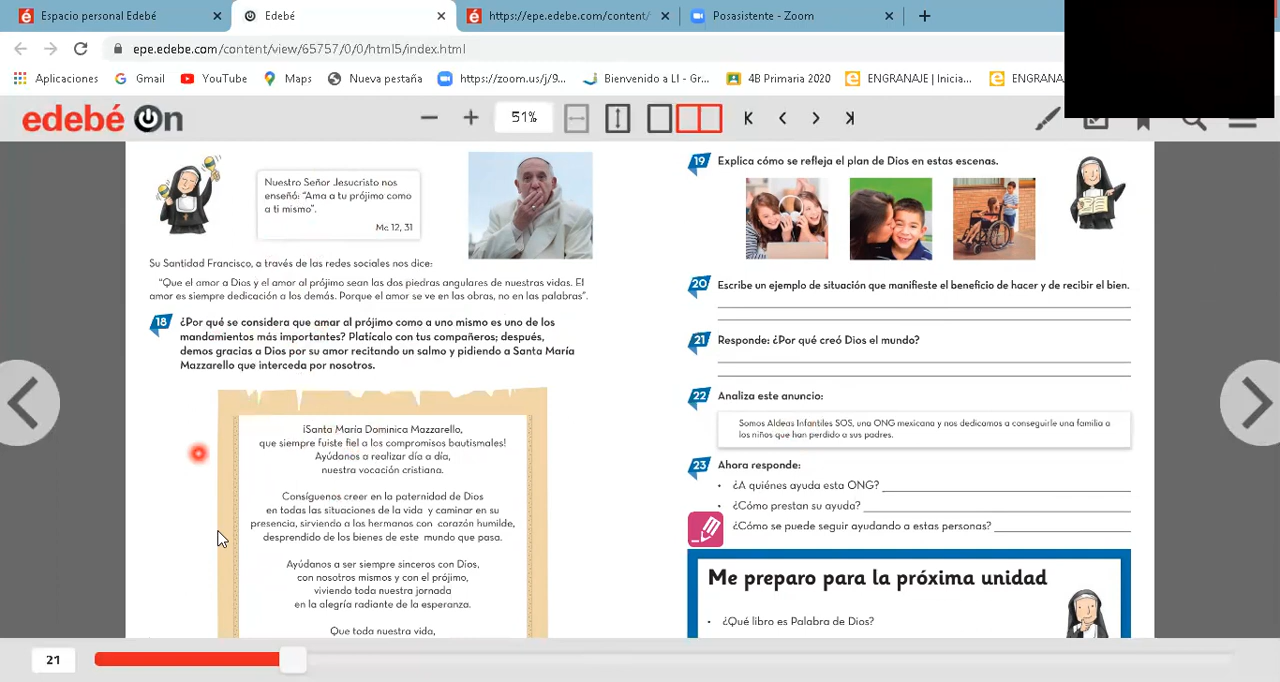 Espacio personal Edebé
Edebé
https://epe.edebe.com/content/
Posasistente - Zoom
epe.edebe.com/content/view/65757/0/0/html5/index.html
Aplicaciones
Gmail
YouTube
Maps
Nueva pestaña
https://zoom.us/j/9...
Bienvenido a LI - Gr...
4B Primaria 2020
ENGRANAJE | Inicia...
ENGRANA
edebé On
51%
Nuestro Señor Jesucristo nos
enseñó: "Ama a tu prójimo como
a ti mismo".
Mc 12, 31
Su Santidad Francisco, a través de las redes sociales nos dice:
"Que el amor a Dios y el amor al prójimo sean las dos piedras angulares de nuestras vidas. El
amor es siempre dedicación a los demás. Porque el amor se ve en las obras, no en las palabras".
18 ¿Por qué se considera que amar al prójimo como a uno mismo es uno de los
mandamientos más importantes? Platícalo con tus compañeros; después,
demos gracias a Dios por su amor recitando un salmo y pidiendo a Santa María
Mazzarello que interceda por nosotros.
¡Santa María Domenica Mazzarello,
que siempre fuiste fiel a los compromisos bautismales!
Ayúdanos a realizar día a día,
nuestra vocación cristiana.
Consíguenos creer en la paternidad de Dios
en todas las situaciones de la vida y caminar en su
presencia, sirviendo a los hermanos con corazón humilde,
desprendido de los bienes de este mundo que pasa.
Ayúdanos a ser siempre sinceros con Dios,
con nosotros mismos y con el prójimo,
viviendo toda nuestra jornada
en la alegría radiante de la esperanza.
Que toda nuestra vida,
19 Explica cómo se refleja el plan de Dios en estas escenas.
20 Escribe un ejemplo de situación que manifieste el beneficio de hacer y de recibir el bien.
21 Responde: ¿Por qué creó Dios el mundo?
22 Analiza este anuncio:
Somos Aldeas Infantiles SOS, una ONG mexicana y nos dedicamos a conseguirle una familia a
los niños que han perdido a sus padres.
23 Ahora responde:
• ¿A quiénes ayuda esta ONG?
• ¿Cómo prestan su ayuda?
¿Cómo se puede seguir ayudando a estas personas?
Me preparo para la próxima unidad
• ¿Qué libro es Palabra de Dios?
21